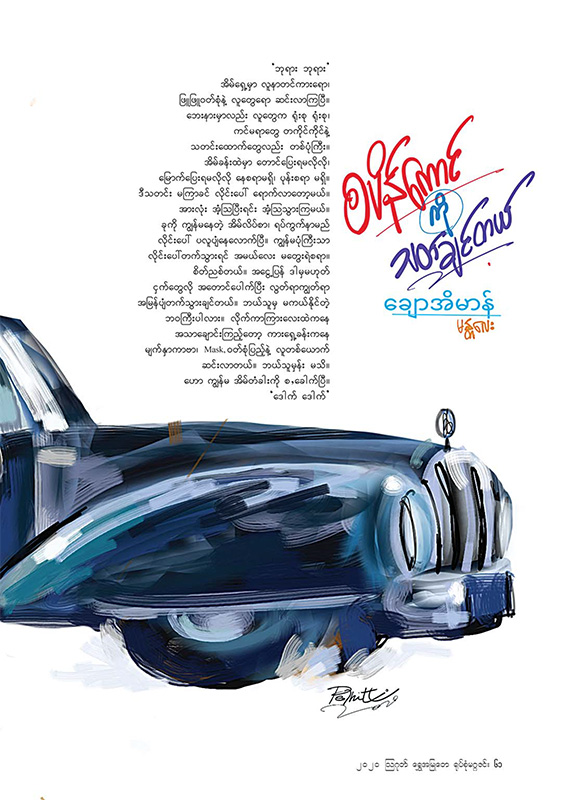 "ဘုရား ဘုရား"
အိမ်ရှေ့မှာ လူနာတင်ကားရော၊
ဖြူဖြူဝတ်စုံနဲ့ လူတွေရော ဆင်းလာကြပြီ။
ဘေးနားမှာလည်း လူတွေက ရုံးစု ရုံးစု၊
ကင်မရာတွေ တကိုင်ကိုင်နဲ့
သတင်းထောက်တွေလည်း တစ်ပုံကြီး။
အိမ်ခန်းထဲမှာ တောင်ပြေးရမလိုလို၊
မြောက်ပြေးရမလိုလို နေစရာမရှိ၊ ပုန်းစရာ မရှိ။
ဒီသတင်း မကြာခင် လိုင်းပေါ် ရောက်လာတော့မယ်။
အားလုံး အံ့ဩပြီးရင်း အံ့ဩသွားကြမယ်။
ခုကို ကျွန်မနေတဲ့ အိမ်လိပ်စာ၊ ရပ်ကွက်နာမည်
လိုင်းပေါ် ပလူပျံနေလောက်ပြီ။ ကျွန်မပုံကြီးသာ
လိုင်းပေါ်တက်သွားရင် အမယ်လေး မတွေးရဲစရာ။
စိတ်ညစ်တယ်။ အငွေ့ပြန် ဒါမှမဟုတ်
ငှက်တွေလို အတောင်ပေါက်ပြီး လွတ်ရာကျွတ်ရာ
အမြန်ပျံတက်သွားချင်တယ်။ ဘယ်သူမှ မကယ်နိုင်တဲ့
ဘဝကြီးပါလား။ လိုက်ကာကြားလေးထဲကနေ
အသာချောင်းကြည့်တော့ ကားရှေ့ခန်းကနေ
မျက်နှာကာဗာ၊ Mask,ဝတ်စုံပြည့်နဲ့ လူတစ်ယောက်
ဆင်းလာတယ်။ ဘယ်သူမှန်း မသိ။
ဟော ကျွန်မ အိမ်တံခါးကို စ,ခေါက်ပြီ။
"ဒေါက် ဒေါက်"
စပိန်ကောင်
ကို
သတ်ချင်တယ်
ချောအိမာန်
မန္တလေး
၂၀၂၀ ဩဂုတ် ရွှေအမြုတေ ရုပ်စုံမဂ္ဂဇင်း ၆၁